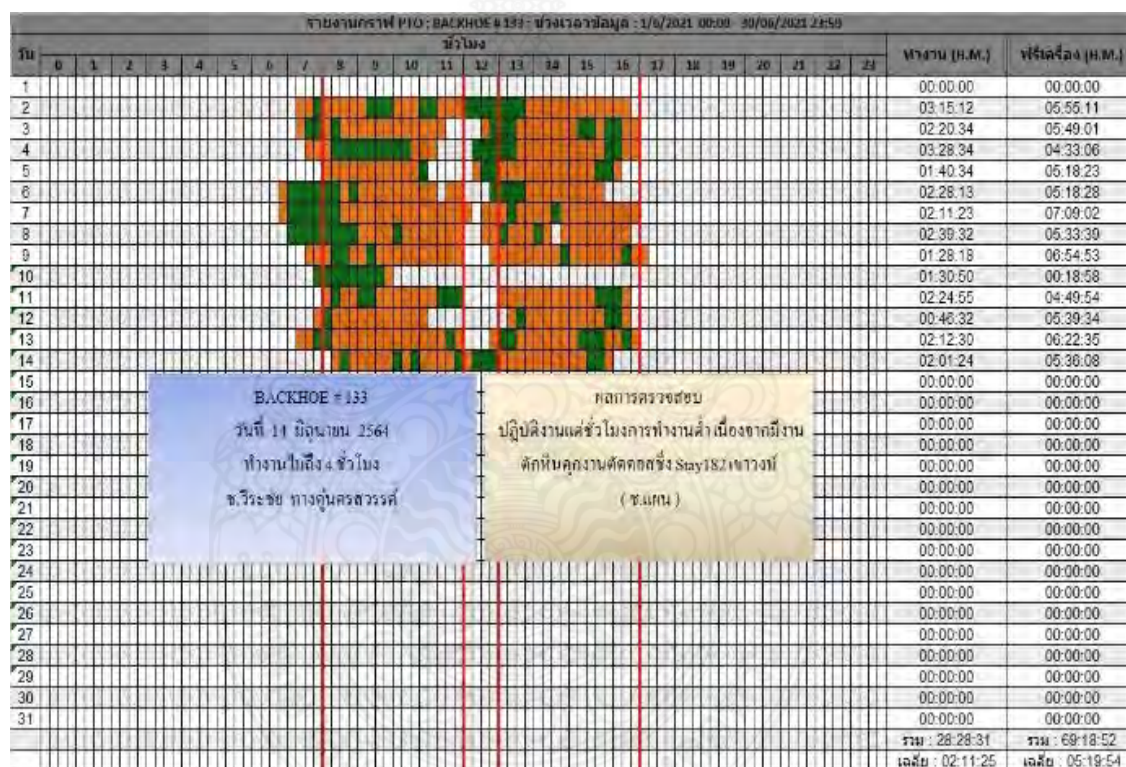 รายงานกราฟ PTO : BACKHOE # 133 : ช่วงเวลาข้อมูล : 1/6/2021 00:00 - 30/06/2021 23:59
วัน ชั่วโมง ทำงาน (H.M.) ฟรีเครื่อง (H.M.)
0 1 2 3 4 5 6 7 8 9 10 11 12 13 14 15 16 17 18 19 20 21 22 23
1 00:00:00 00:00:00
2 03:15:12 05:55:11
3 02:20:34 05:49:01
4 03:28:34 04:33:06
5 01:40:34 05:18:23
6 02:28:13 05:18:28
7 02:11:23 07:09:02
8 02:39:32 05:33:39
9 01:28:18 06:54:53
10 01:30:50 00:18:58
11 02:24:55 04:49:54
12 00:46:32 05:39:34
13 02:12:30 06:22:35
14 02:01:24 05:36:08
15 00:00:00 00:00:00
16 00:00:00 00:00:00
17 00:00:00 00:00:00
18 00:00:00 00:00:00
19 00:00:00 00:00:00
20 00:00:00 00:00:00
21 00:00:00 00:00:00
22 00:00:00 00:00:00
23 00:00:00 00:00:00
24 00:00:00 00:00:00
25 00:00:00 00:00:00
26 00:00:00 00:00:00
27 00:00:00 00:00:00
28 00:00:00 00:00:00
29 00:00:00 00:00:00
30 00:00:00 00:00:00
31 00:00:00 00:00:00
รวม : 28:28:31 รวม : 69:18:52
เฉลี่ย : 02:11:25 เฉลี่ย : 05:19:54
BACKHOE # 133
วันที่ 14 มิถุนายน 2564
ทำงานไม่ถึง 4 ชั่วโมง
ช.วีระชัย ทางคู่นครสวรรค์
ผลการตรวจสอบ
ปฏิบัติงานแต่ชั่วโมงการทำงานต่ำ เนื่องจากมีงาน
ตักหิน งานตัดตอ Stay182 เขาวงพ์
( ช.แผน )